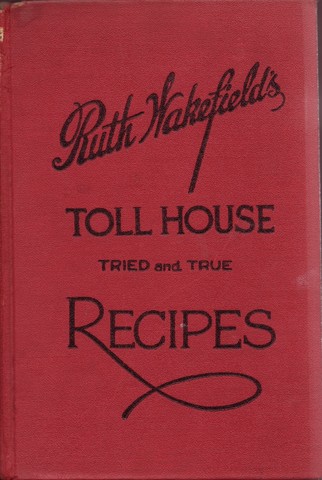 Ruth Wakefield's
TOLL HOUSE
TRIED and TRUE
RECIPES